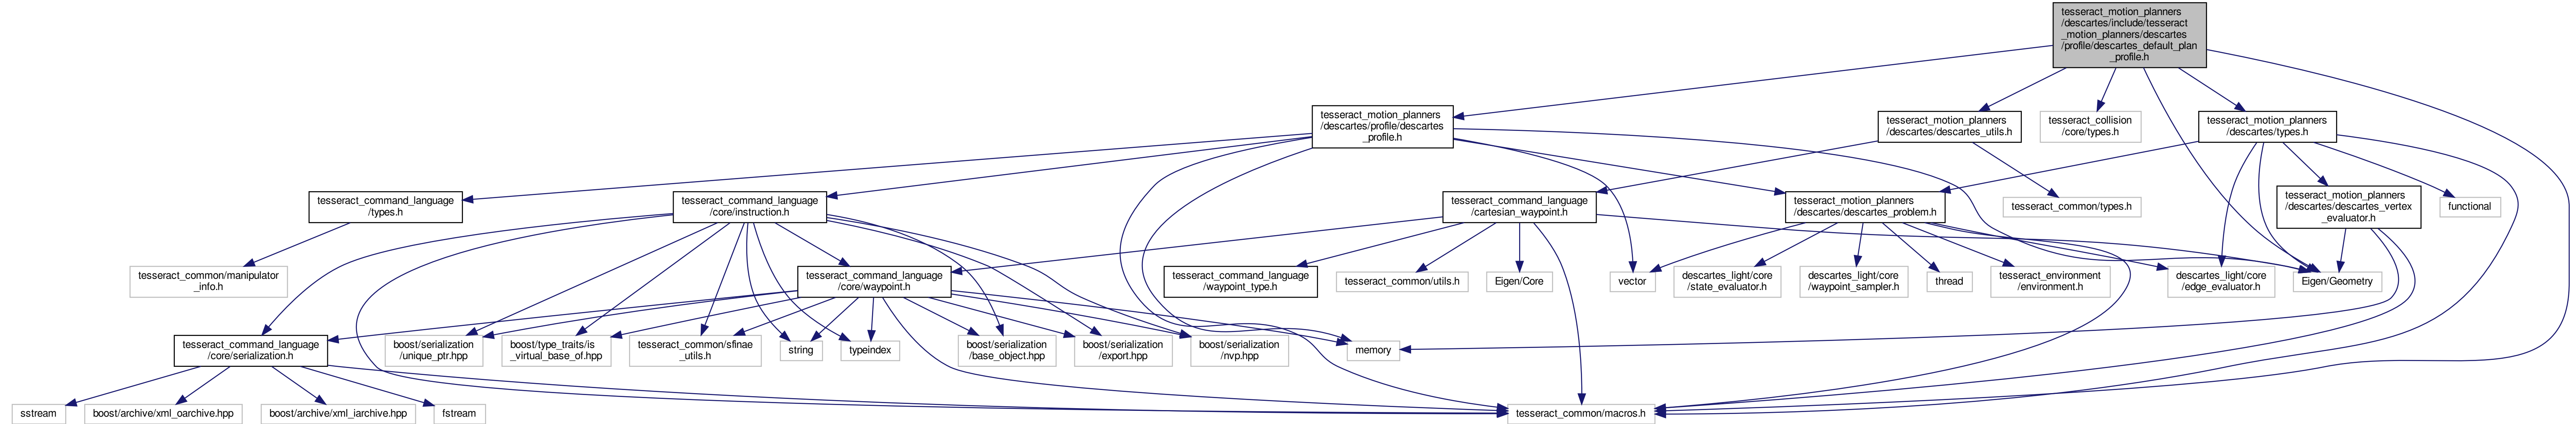 tesseract_motion_planners
/descartes/include/tesseract
_motion_planners/descartes
/profile/descartes_default_plan
_profile.h
tesseract_motion_planners
/descartes/profile/descartes
_profile.h
tesseract_motion_planners
/descartes/descartes_utils.h
tesseract_collision
/core/types.h
tesseract_motion_planners
/descartes/types.h
tesseract_command_language
/types.h
tesseract_command_language
/core/instruction.h
tesseract_command_language
/cartesian_waypoint.h
tesseract_motion_planners
/descartes/descartes_problem.h
tesseract_common/types.h
tesseract_motion_planners
/descartes/descartes_vertex
_evaluator.h
functional
tesseract_common/manipulator
_info.h
tesseract_command_language
/core/waypoint.h
tesseract_command_language
/waypoint_type.h
tesseract_common/utils.h
Eigen/Core
vector
descartes_light/core
/state_evaluator.h
descartes_light/core
/waypoint_sampler.h
thread
tesseract_environment
/environment.h
descartes_light/core
/edge_evaluator.h
Eigen/Geometry
tesseract_command_language
/core/serialization.h
boost/serialization
/unique_ptr.hpp
boost/type_traits/is
_virtual_base_of.hpp
tesseract_common/sfinae
_utils.h
string
typeindex
boost/serialization
/base_object.hpp
boost/serialization
/export.hpp
boost/serialization
/nvp.hpp
memory
sstream
boost/archive/xml_oarchive.hpp
boost/archive/xml_iarchive.hpp
fstream
tesseract_common/macros.h